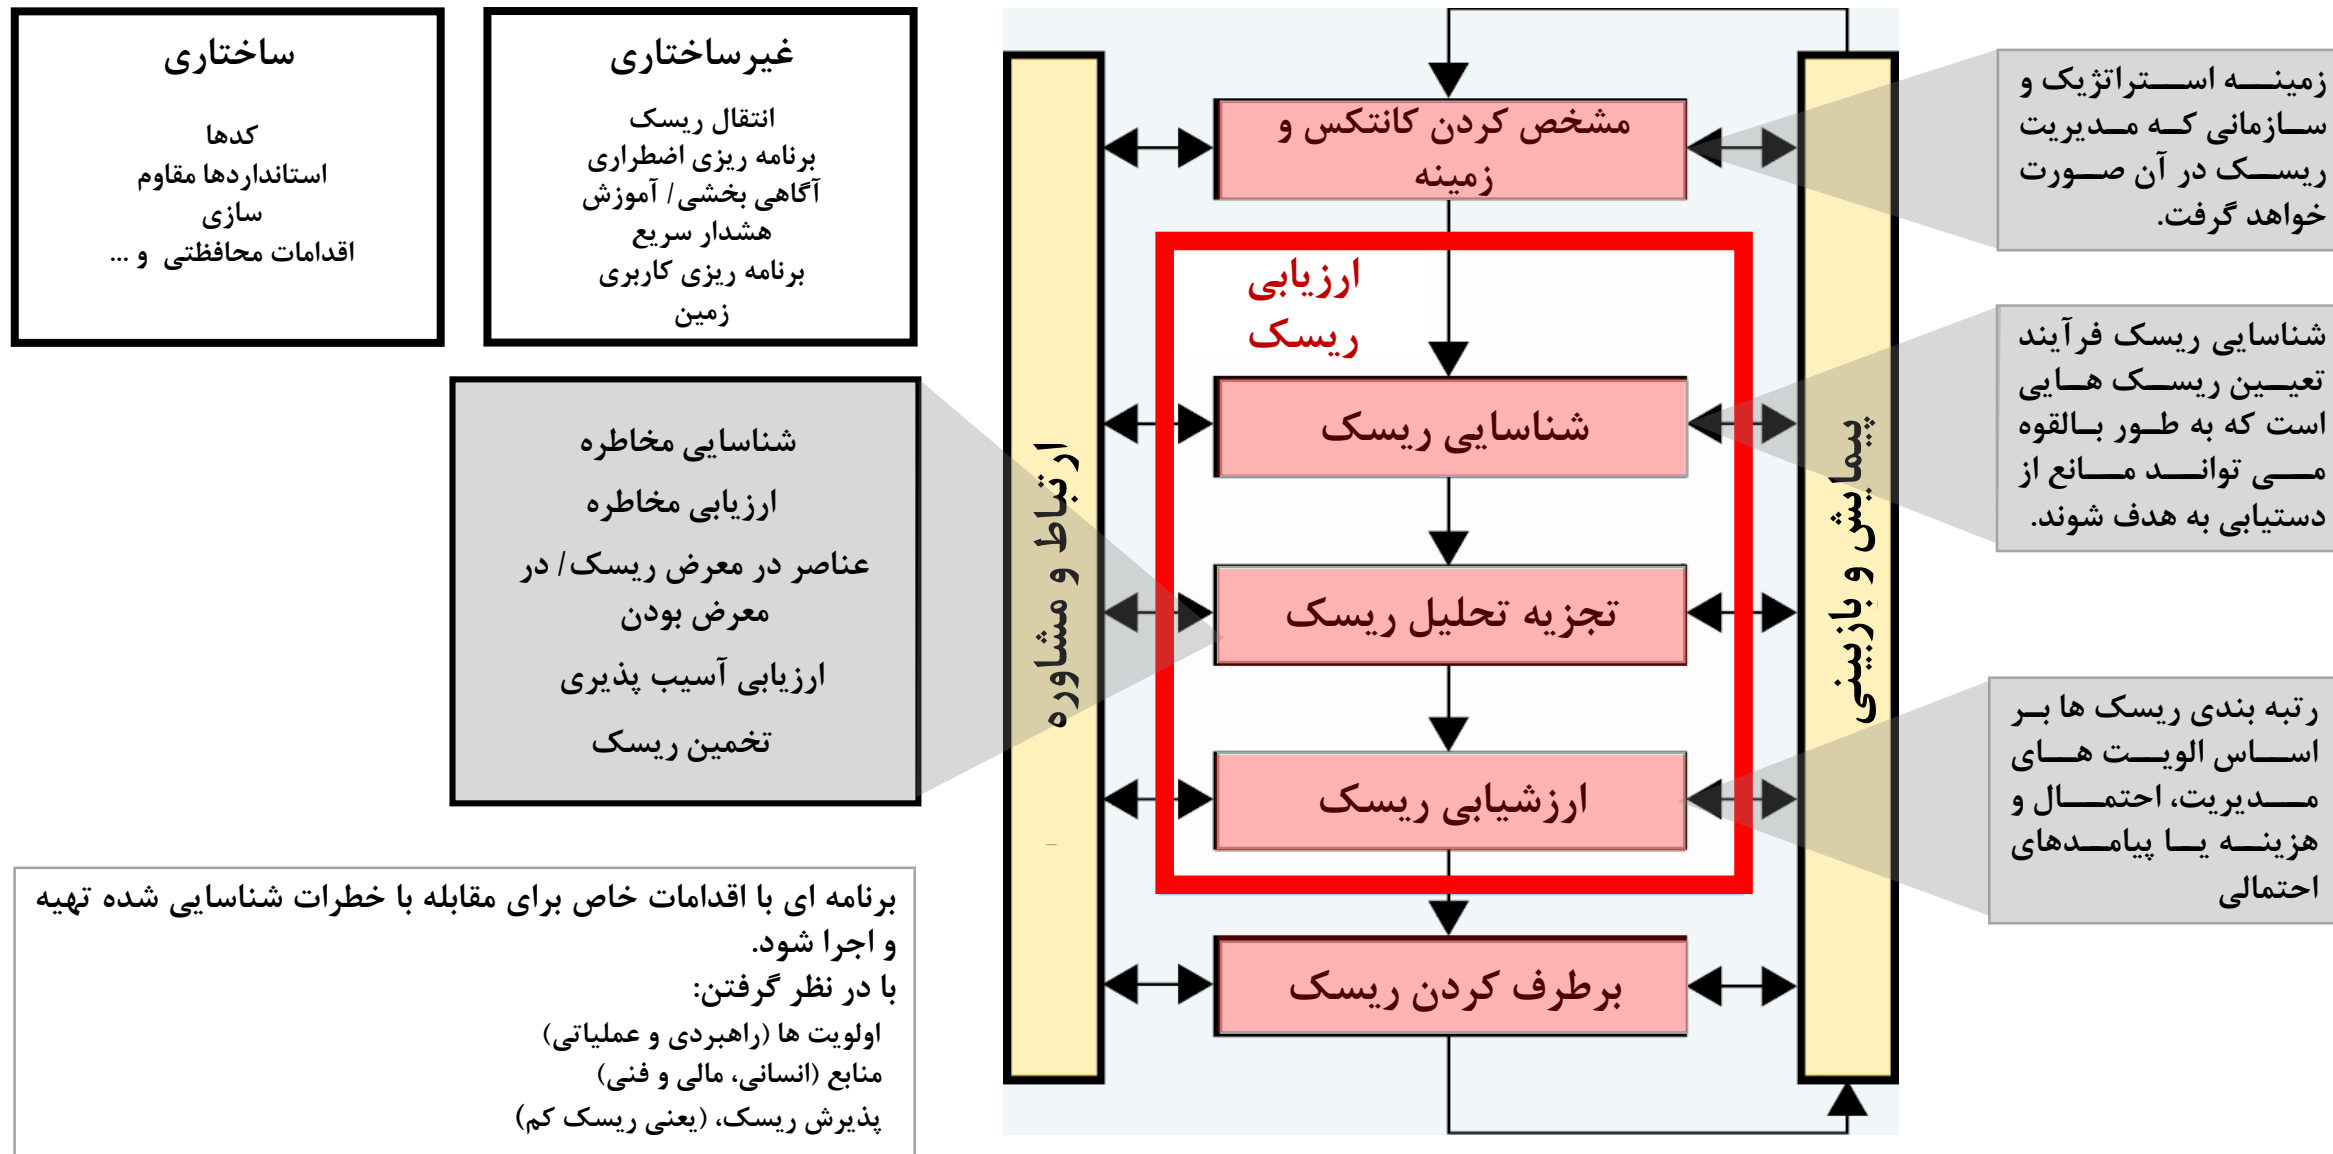 ساختاری
کدها
استانداردها مقاوم
سازی
اقدامات محافظتی و ...
غیرساختاری
انتقال ریسک
برنامه ریزی اضطراری
آگاهی بخشی/ آموزش
هشدار سریع
برنامه ریزی کاربری
زمین
شناسایی مخاطره
ارزیابی مخاطره
عناصر در معرض ریسک/ در
معرض بودن
ارزیابی آسیب پذیری
تخمین ریسک
برنامه ای با اقدامات خاص برای مقابله با خطرات شناسایی شده تهیه
و اجرا شود.
با در نظر گرفتن:
اولویت ها (راهبردی و عملیاتی)
منابع (انسانی، مالی و فنی)
پذیرش ریسک، (یعنی ریسک کم)
ارتباط و مشاوره
مشخص کردن کانتکس و
زمینه
ارزیابی
ریسک
شناسایی ریسک
تجزیه تحلیل ریسک
ارزشیابی ریسک
برطرف کردن ریسک
پیمایش و بازبینی
زمینه استراتژیک و
سازمانی که مدیریت
ریسک در آن صورت
خواهد گرفت.
شناسایی ریسک فرآیند
تعیین ریسک هایی
است که به طور بالقوه
می تواند مانع از
دستیابی به هدف شوند.
رتبه بندی ریسک ها بر
اساس الویت های
مدیریت، احتمال و
هزینه یا پیامدهای
احتمالی